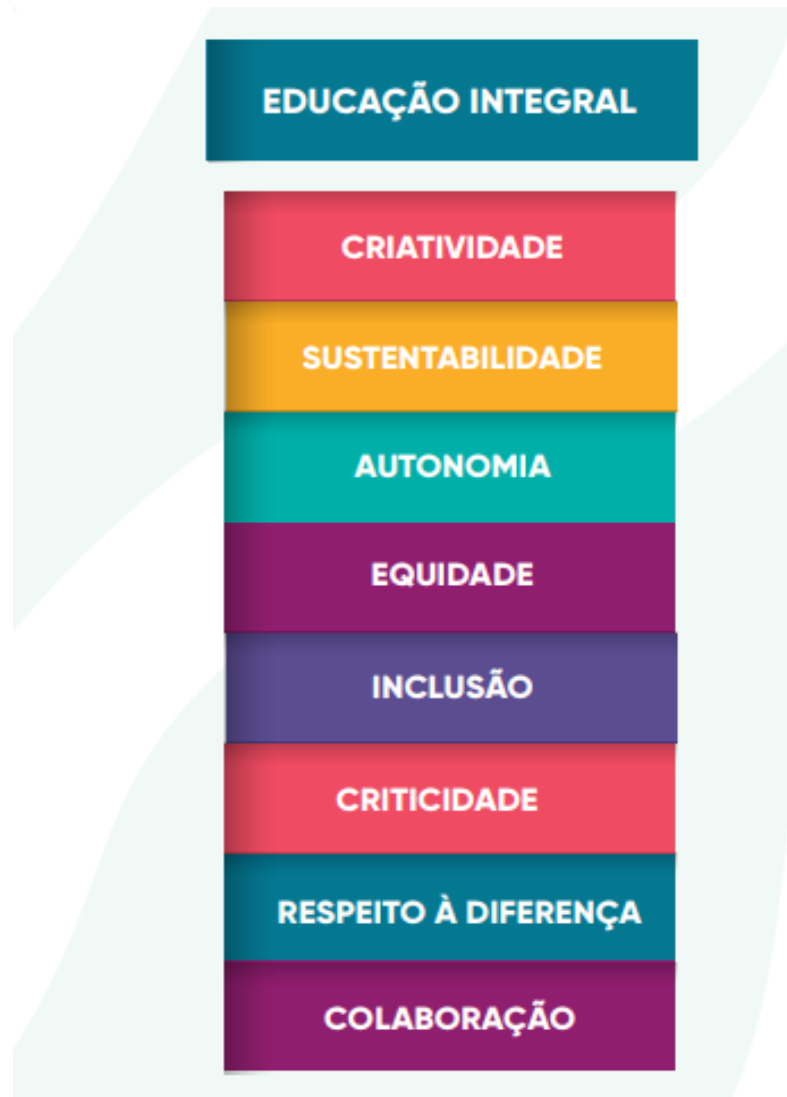 EDUCAÇÃO INTEGRAL
CRIATIVIDADE
SUSTENTABILIDADE
AUTONOMIA
EQUIDADE
INCLUSÃO
CRITICIDADE
RESPEITO À DIFERENÇA
COLABORAÇÃO